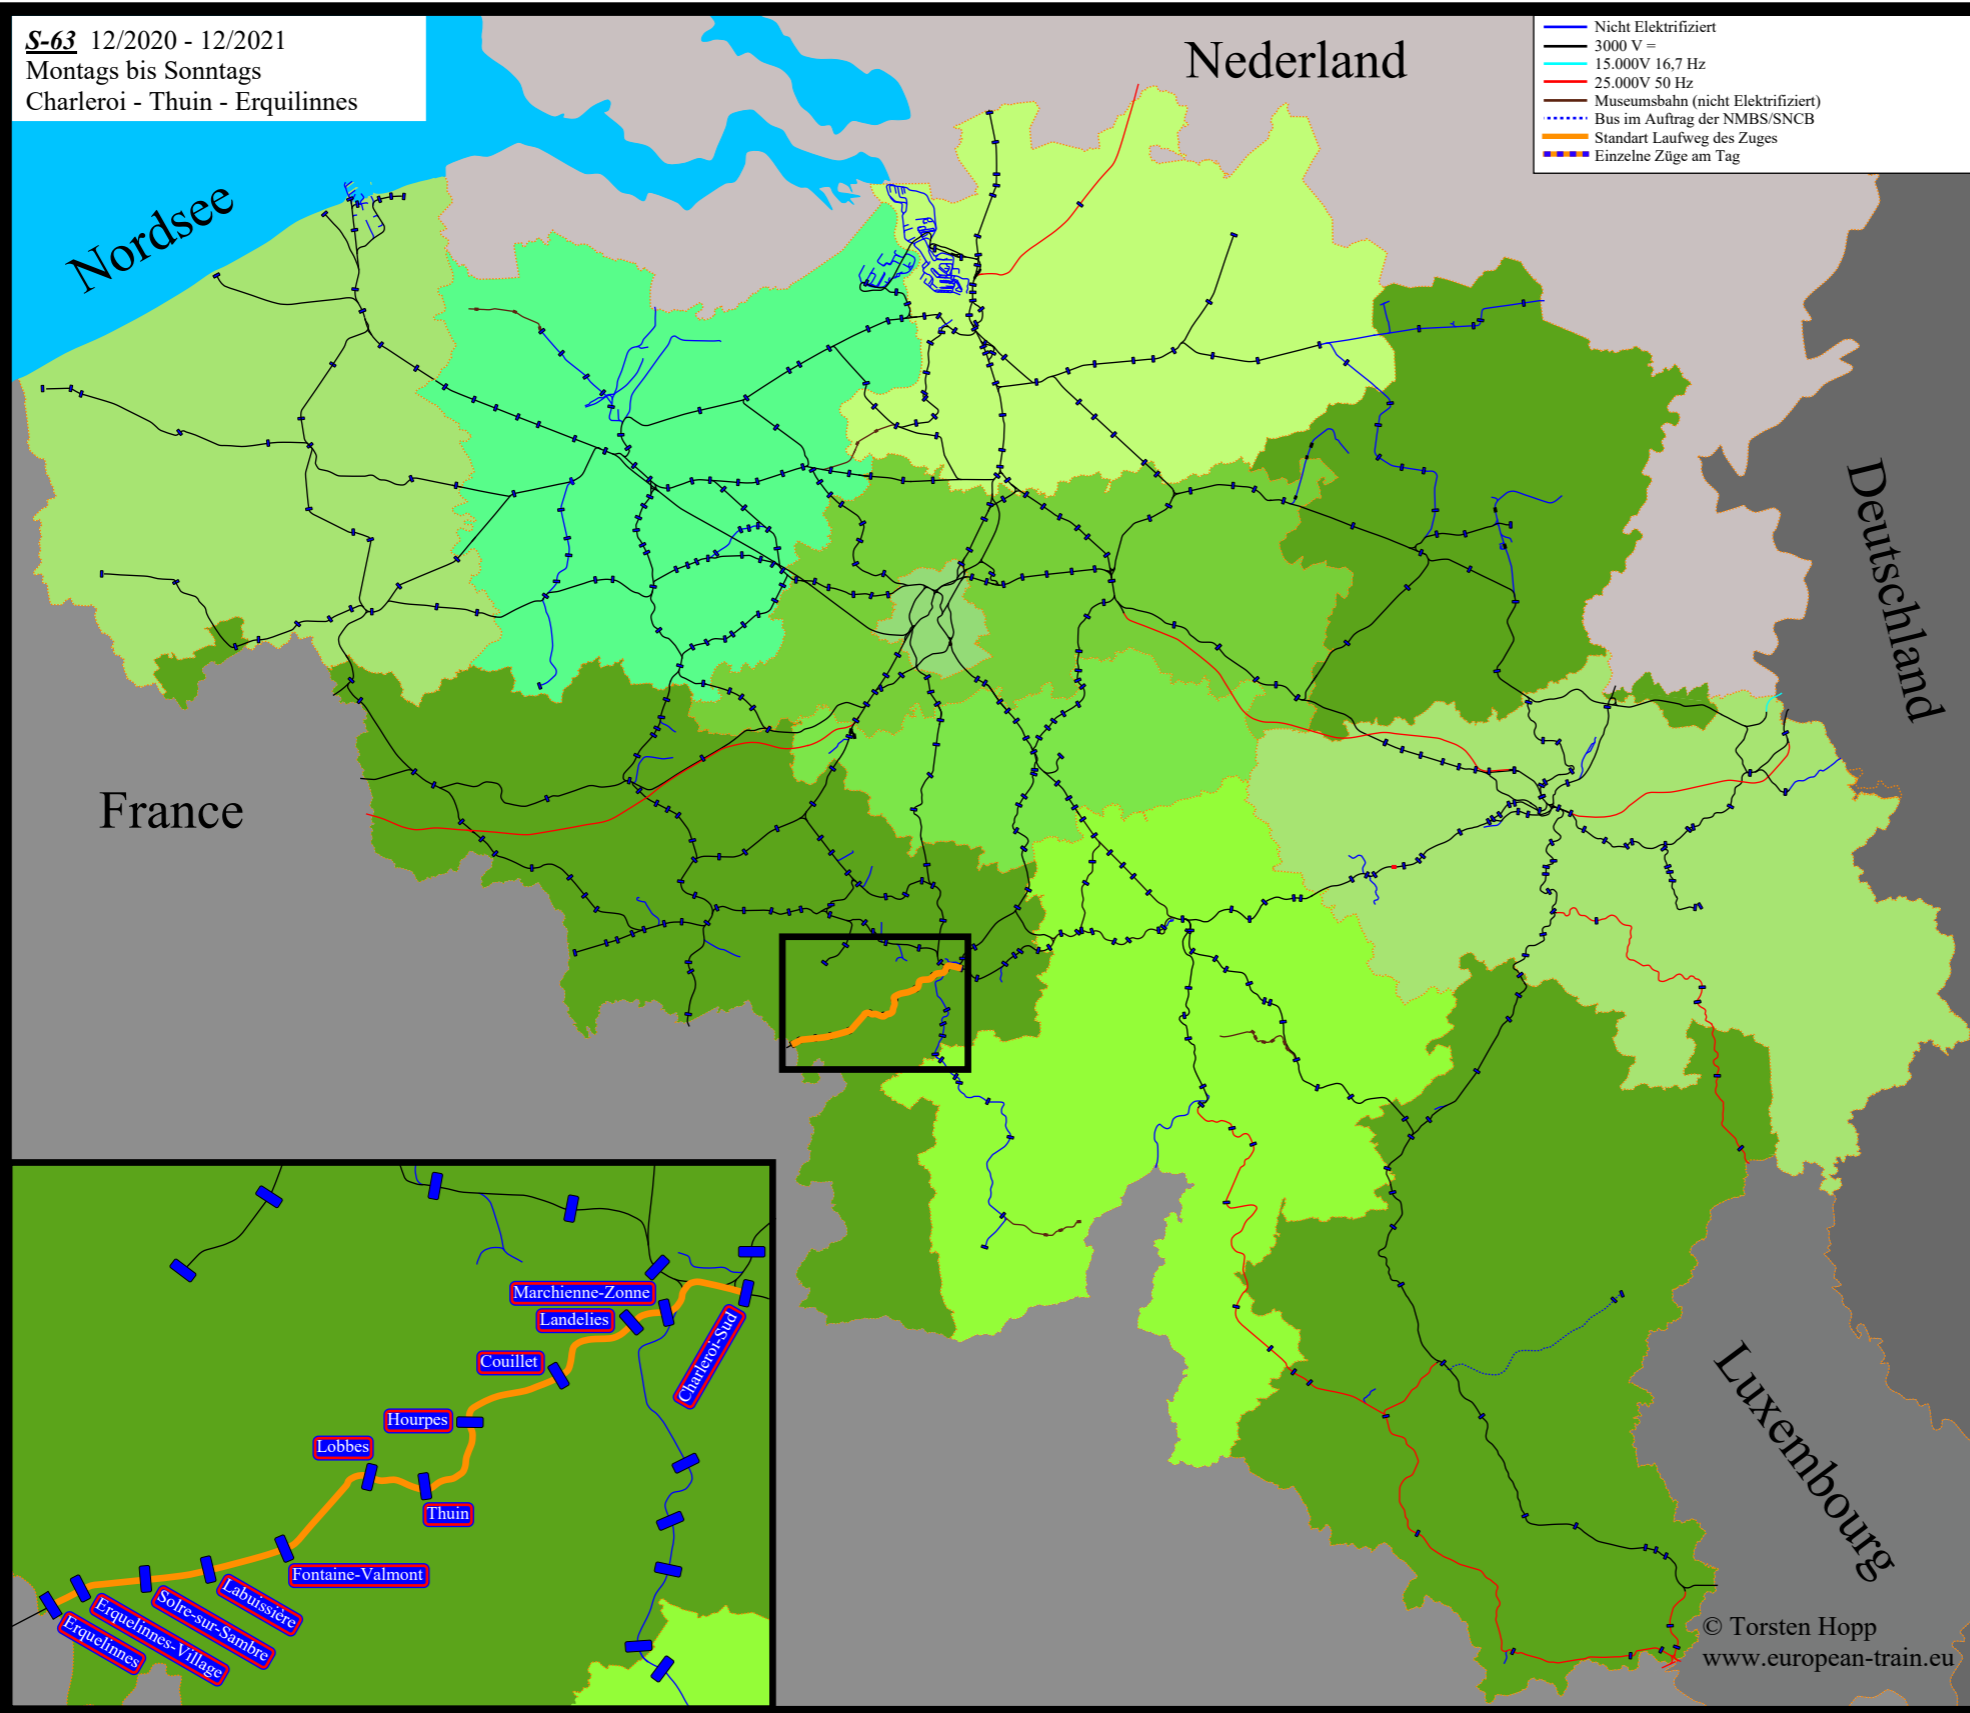 S-63 12/2020 - 12/2021
Montags bis Sonntags
Charleroi - Thuin - Erquilinnes
Nicht Elektrifiziert
3000 V =
15.000V 16,7 Hz
25.000V 50 Hz
Museumsbahn (nicht Elektrifiziert)
Bus im Auftrag der NMBS/SNCB
Standart Laufweg des Zuges
Einzelne Züge am Tag
Nederland
Nordsee
Deutschland
France
Luxembourg
Marchienne-Zonne
Landelies
Charleroi-Sud
Couillet
Hourpes
Lobbes
Thuin
Fontaine-Valmont
Labuissière
Solre-sur-Sambre
Erquelinnes-Village
Erquelinnes
© Torsten Hopp
www.european-train.eu